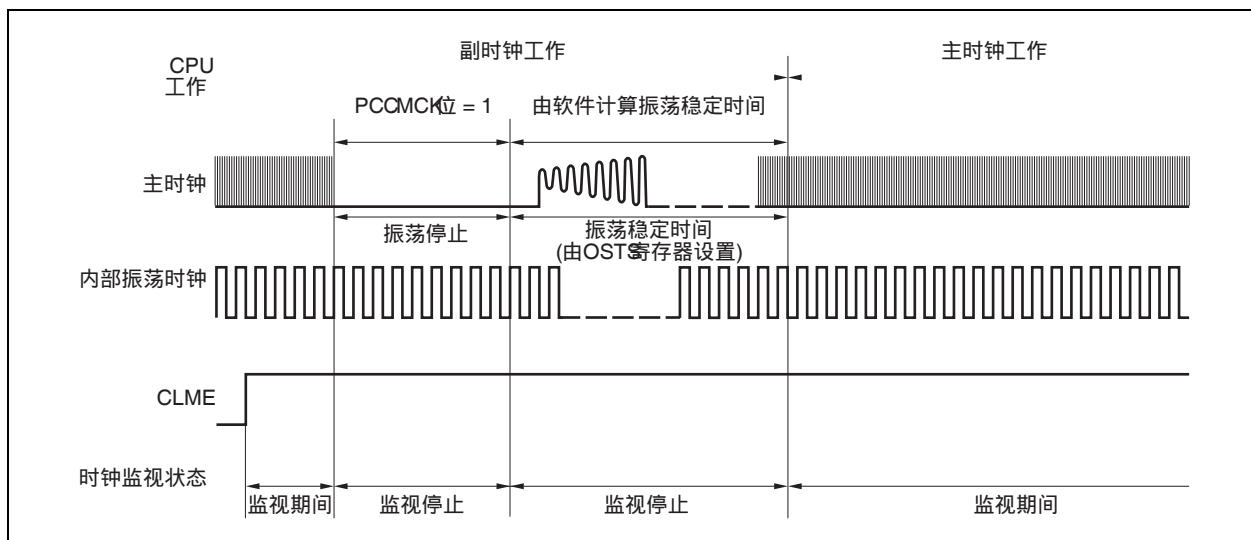 副时钟工作
主时钟工作
CPU
工作
PCCMCK位 = 1
由软件计算振荡稳定时间
主时钟
振荡停止
振荡稳定时间
(由OSTS寄存器设置)
内部振荡时钟
CLME
时钟监视状态
监视期间
监视停止
监视停止
监视期间